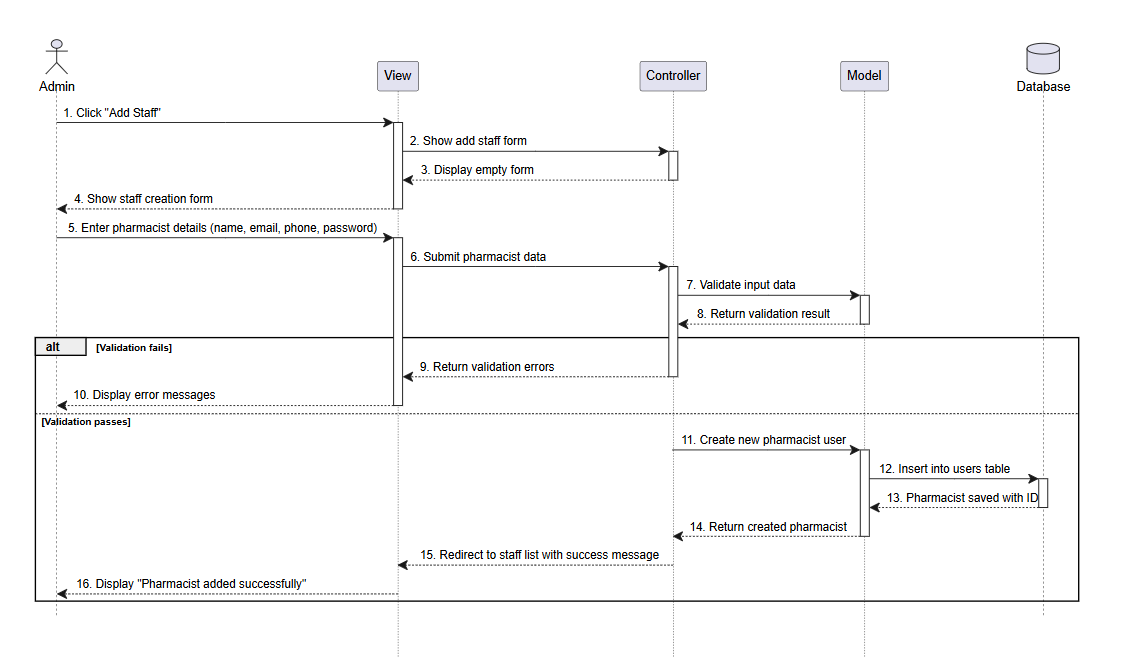 Admin
View
Controller
Model
Database
1. Click "Add Staff"
2. Show add staff form
3. Display empty form
4. Show staff creation form
5. Enter pharmacist details (name, email, phone, password)
6. Submit pharmacist data
7. Validate input data
8. Return validation result
alt
[Validation fails]
9. Return validation errors
10. Display error messages
[Validation passes]
11. Create new pharmacist user
12. Insert into users table
13. Pharmacist saved with ID
14. Return created pharmacist
15. Redirect to staff list with success message
16. Display "Pharmacist added successfully"